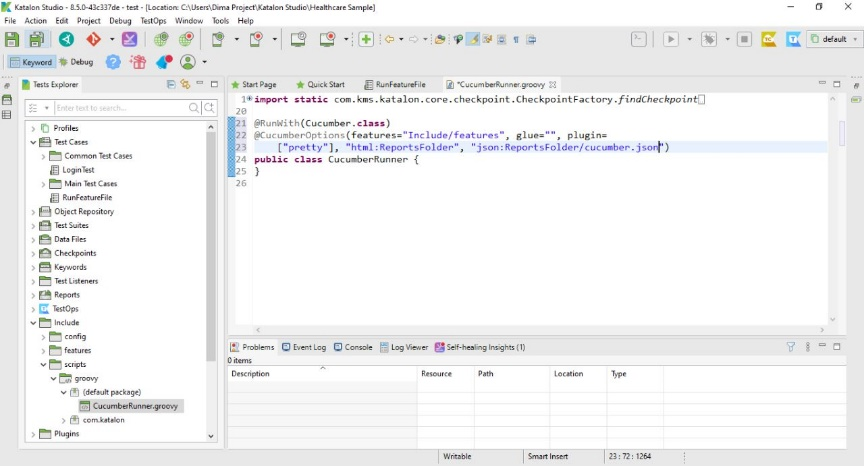 Katalon Studio - 8.5.0-43c337de - test - [Location: C:\Users\Dima Project\Katalon Studio\Healthcare Sample]
File Action Edit Project Debug TestOps Window Tools Help
default
Keyword Debug
Tests Explorer
Start Page Quick Start RunFeatureFile *CucumberRunner.groovy
Enter text to search...
1 import static com.kms.katalon.core.checkpoint.CheckpointFactory.findCheckpoint
20
21 @RunWith(Cucumber.class)
22 @CucumberOptions(features="Include/features", glue="", plugin=
23 ["pretty"], "html:ReportsFolder", "json:ReportsFolder/cucumber.json")
24 public class CucumberRunner {
25 }
26
Profiles
Test Cases
Common Test Cases
LoginTest
Main Test Cases
RunFeatureFile
Object Repository
Test Suites
Data Files
Checkpoints
Keywords
Test Listeners
Reports
TestOps
Include
config
features
scripts
groovy
(default package)
CucumberRunner.groovy
com.katalon
Plugins
Problems Event Log Console Log Viewer Self-healing Insights (1)
0 items
Description Resource Path Location Type
Writable Smart Insert 23 : 72 : 1264